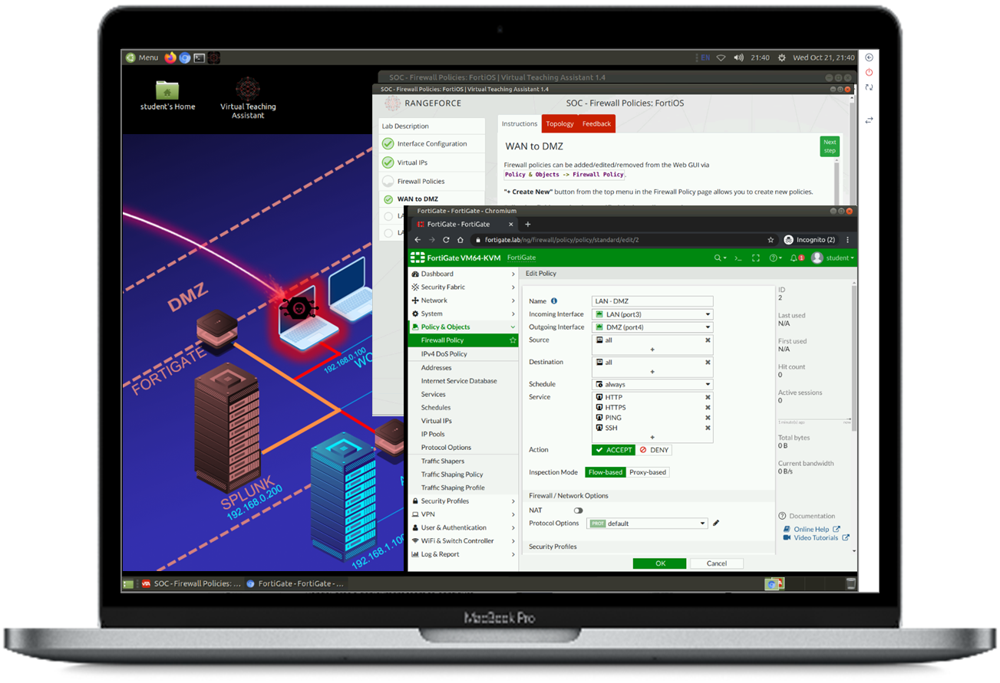 Menu
EN
21:40
Wed Oct 21, 21:40
student's Home
Virtual Teaching
Assistant
DMZ
FORTIGATE
192.168.0.100
SPLUNK
192.168.0.200
192.168.1.100
SOC - Firewall Policies: FortiOS | Virtual Teaching Assistant 1.4
SOC - Firewall Policies: FortiOS | Virtual Teaching Assistant 1.4
RANGEFORCE
SOC - Firewall Policies: FortiOS
Lab Description
Interface Configuration
Virtual IPs
Firewall Policies
WAN to DMZ
Instructions
Topology
Feedback
WAN to DMZ
Next
step
Firewall policies can be added/edited/removed from the Web GUI via
Policy & Objects -> Firewall Policy.
"+ Create New" button from the top menu in the Firewall Policy page allows you to create new policies.
FortiGate - FortiGate - Chromium
FortiGate - FortiGate
fortigate.lab/ng/firewall/policy/policy/standard/edit/2
Incognito (2)
FortiGate VM64-KVM
FortiGate
1
student
Dashboard
Security Fabric
Network
System
Policy & Objects
Firewall Policy
IPv4 DoS Policy
Addresses
Internet Service Database
Services
Schedules
Virtual IPs
IP Pools
Protocol Options
Traffic Shapers
Traffic Shaping Policy
Traffic Shaping Profile
Security Profiles
VPN
User & Authentication
WiFi & Switch Controller
Log & Report
Edit Policy
Name LAN - DMZ
Incoming Interface LAN (port3)
Outgoing Interface DMZ (port4)
Source all
Destination all
Schedule always
Service HTTP
HTTPS
PING
SSH
Action ACCEPT DENY
Inspection Mode Flow-based Proxy-based
Firewall / Network Options
NAT
Protocol Options PROT default
Security Profiles
OK Cancel
ID
2
Last used
N/A
First used
N/A
Hit count
0
Active sessions
0
5 minute(s) ago now
Total bytes
0 B
Current bandwidth
0 B/s
Documentation
Online Help
Video Tutorials
SOC - Firewall Policies: ...
FortiGate - FortiGate - ...
MacBook Pro